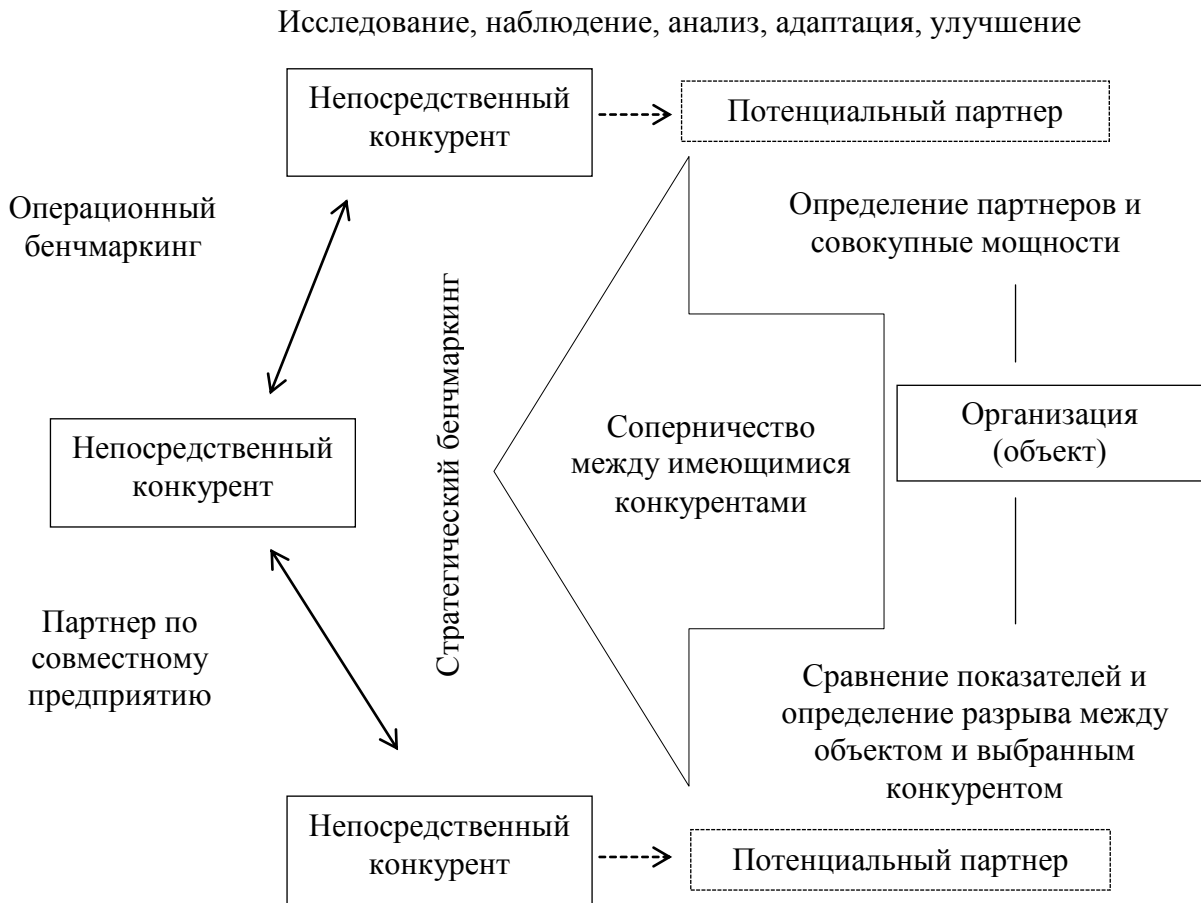 Исследование, наблюдение, анализ, адаптация, улучшение
Непосредственный
конкурент
Потенциальный партнер
Операционный
бенчмаркинг
Определение партнеров и
совокупные мощности
Стратегический бенчмаркинг
Непосредственный
конкурент
Соперничество
между имеющимися
конкурентами
Организация
(объект)
Партнер по
совместному
предприятию
Сравнение показателей и
определение разрыва между
объектом и выбранным
конкурентом
Непосредственный
конкурент
Потенциальный партнер